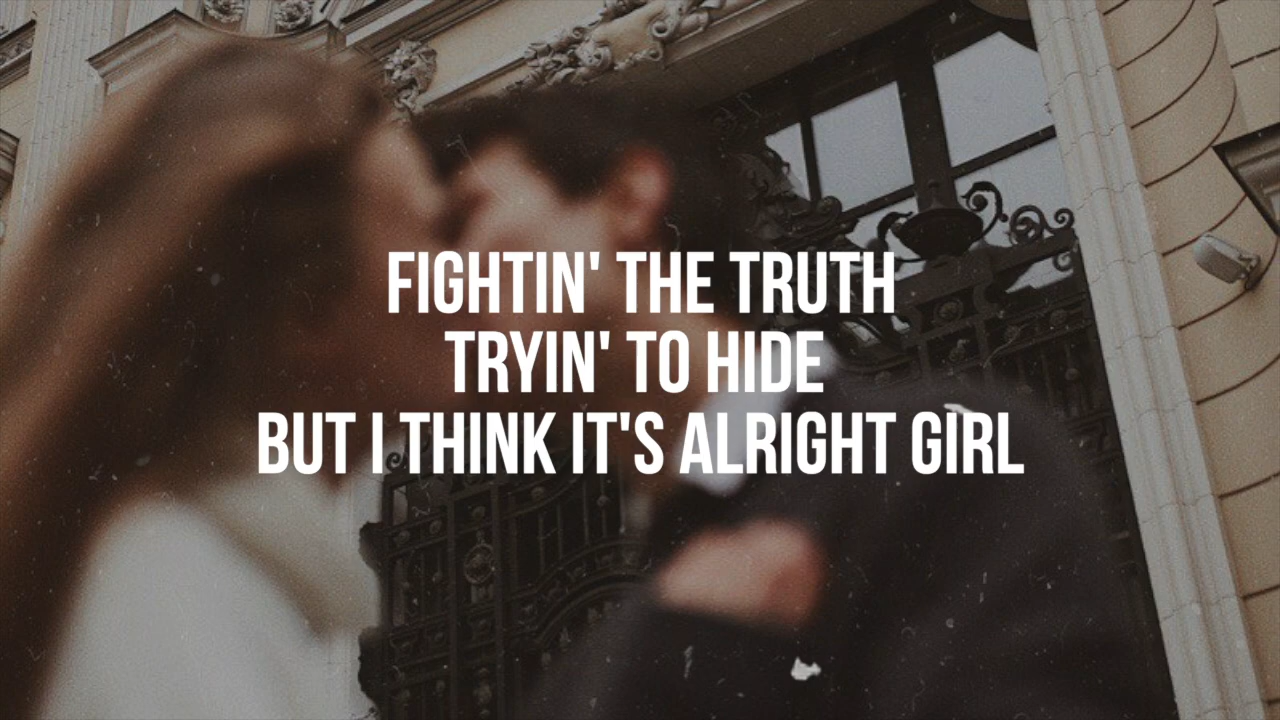 FIGHTIN' THE TRUTH
TRYIN' TO HIDE
BUT I THINK IT'S ALRIGHT GIRL